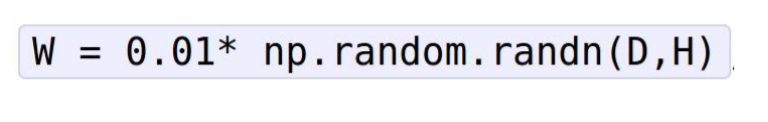 W = 0.01* np.random.randn(D,H)